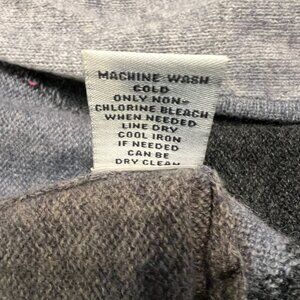 MACHINE WASH
COLD
ONLY NON-
CHLORINE BLEACH
WHEN NEEDED
LINE DRY
COOL IRON
IF NEEDED
CAN BE
DRY CLEAN